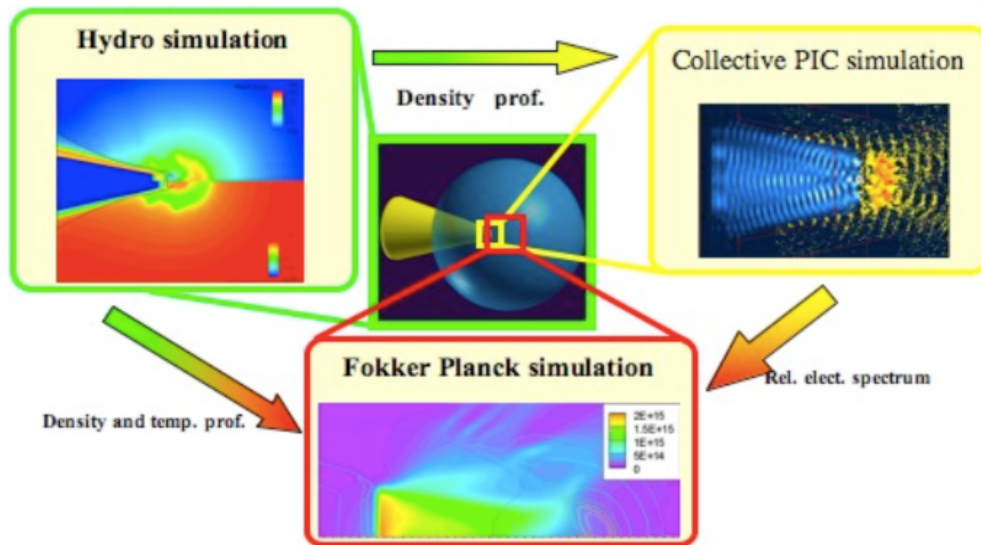 Hydro simulation
Density prof.
Collective PIC simulation
Fokker Planck simulation
Density and temp. prof.
Rel. elect. spectrum
2E+15
1.5E+15
1E+15
5E+14
0